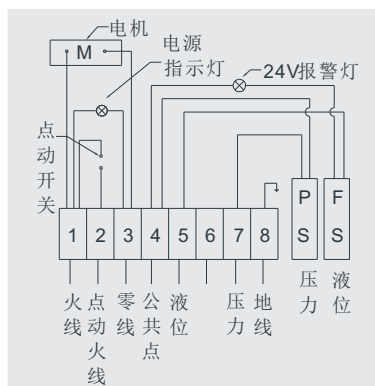 电机
M
电源
指示灯
24V报警灯
点动开关
P S
F S
1 2 3 4 5 6 7 8
压力
液位
火线
点动火线
零线
公共点
液位
压力
地线